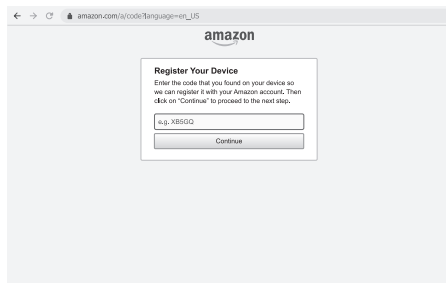 amazon.com/a/code?language=en_US
amazon
Register Your Device
Enter the code that you found on your device so
we can register it with your Amazon account. Then
click on "Continue" to proceed to the next step.
e.g. XB5GQ
Continue